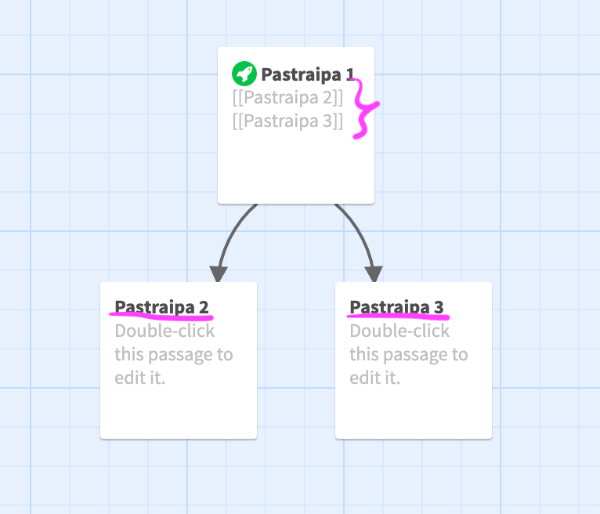 Pastraipa 1
[[Pastraipa 2]]
[[Pastraipa 3]]
Pastraipa 2
Double-click
this passage to
edit it.
Pastraipa 3
Double-click
this passage to
edit it.